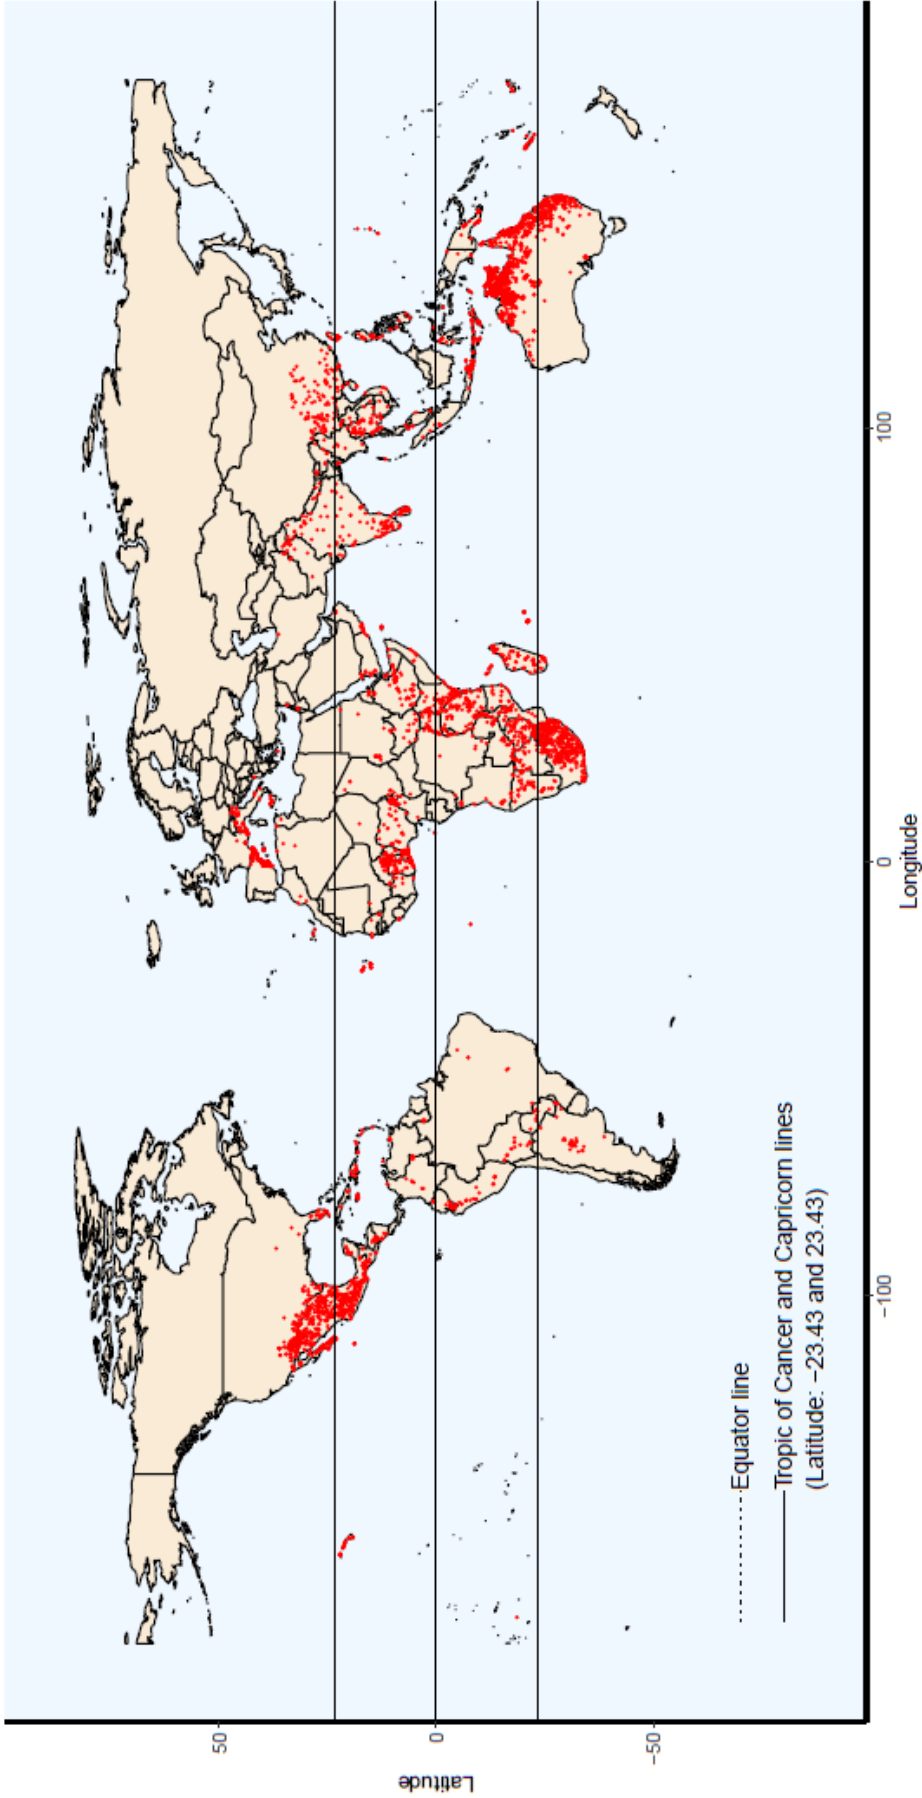 Latitude
50
0
−50
Equator line
Tropic of Cancer and Capricorn lines
(Latitude: −23.43 and 23.43)
−100
0
100
Longitude